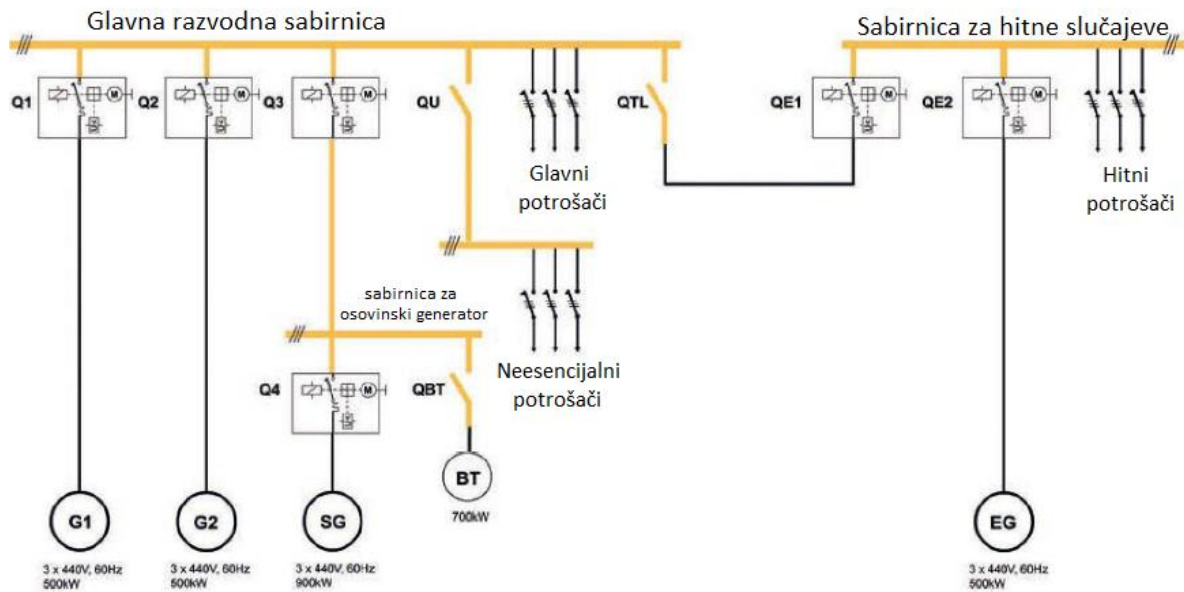 Glavna razvodna sabirnica
Sabirnica za hitne slučajeve
Q1
M
Q2
M
Q3
M
QU
QTL
QE1
M
QE2
M
Glavni
potrošači
Hitni
potrošači
sabirnica za
osovinski generator
Neesencijalni
potrošači
Q4
M
QBT
BT
700kW
G1
G2
SG
EG
3 x 440V, 60Hz
500kW
3 x 440V, 60Hz
500kW
3 x 440V, 60Hz
900kW
3 x 440V, 60Hz
500kW